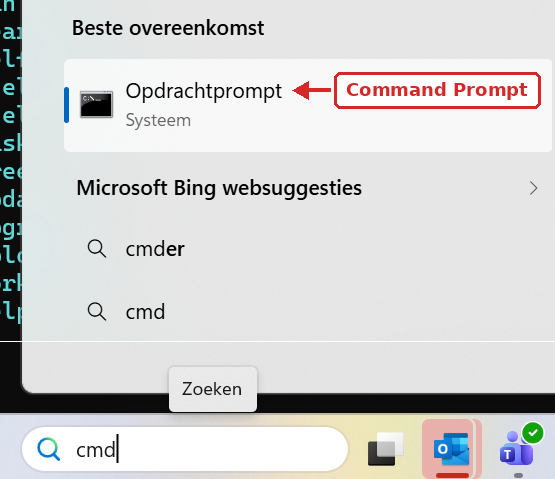 Beste overeenkomst
Opdrachtprompt
Command Prompt
Systeem
Microsoft Bing websuggesties
cmder
cmd
Zoeken
cmd